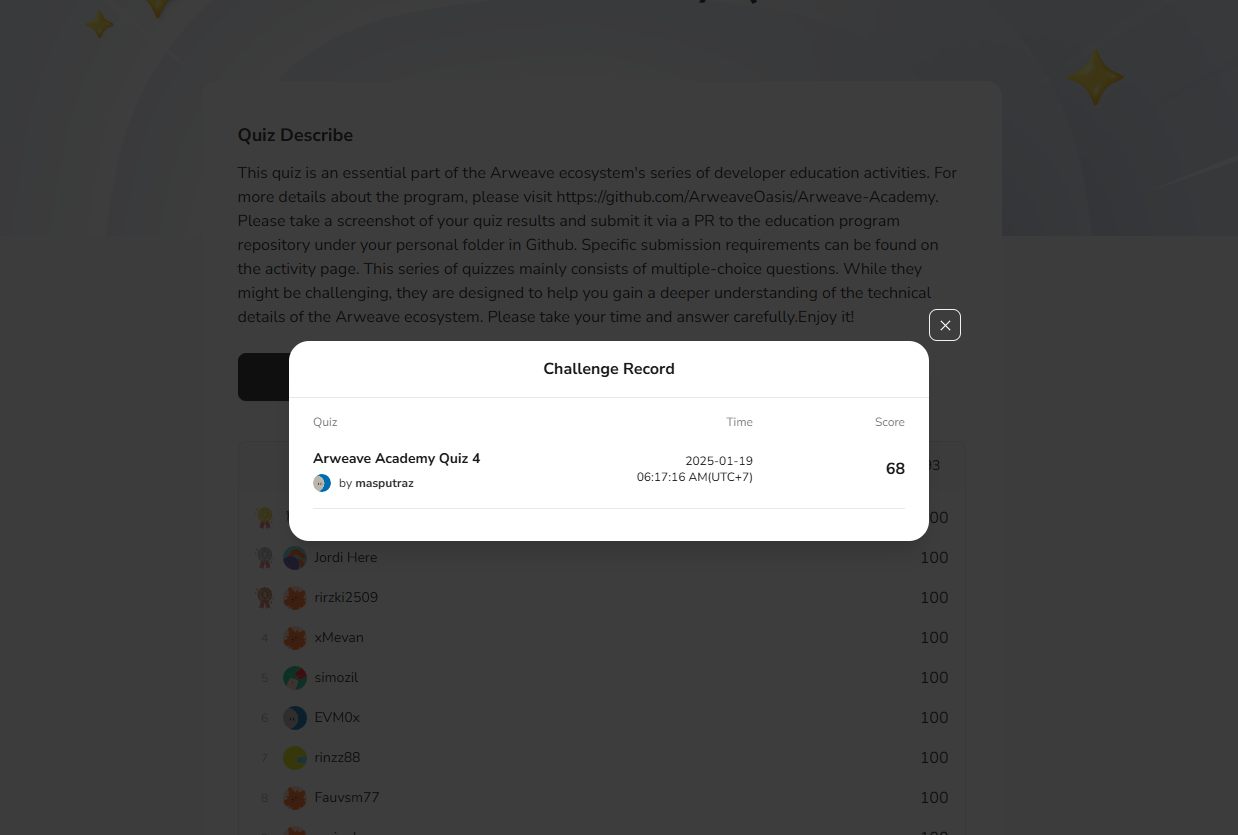 Quiz Describe
This quiz is an essential part of the Arweave ecosystem's series of developer education activities. For
more details about the program, please visit https://github.com/ArweaveOasis/Arweave-Academy.
Please take a screenshot of your quiz results and submit it via a PR to the education program
repository under your personal folder in Github. Specific submission requirements can be found on
the activity page. This series of quizzes mainly consists of multiple-choice questions. While they
might be challenging, they are designed to help you gain a deeper understanding of the technical
details of the Arweave ecosystem. Please take your time and answer carefully.Enjoy it!
Challenge Record
Quiz Time Score
Arweave Academy Quiz 4
by masputraz
2025-01-19
06:17:16 AM(UTC+7)
68
Jordi Here 100
rirzki2509 100
4 xMevan 100
5 simozil 100
6 EVM0x 100
7 rinzz88 100
8 Fauvsm77 100